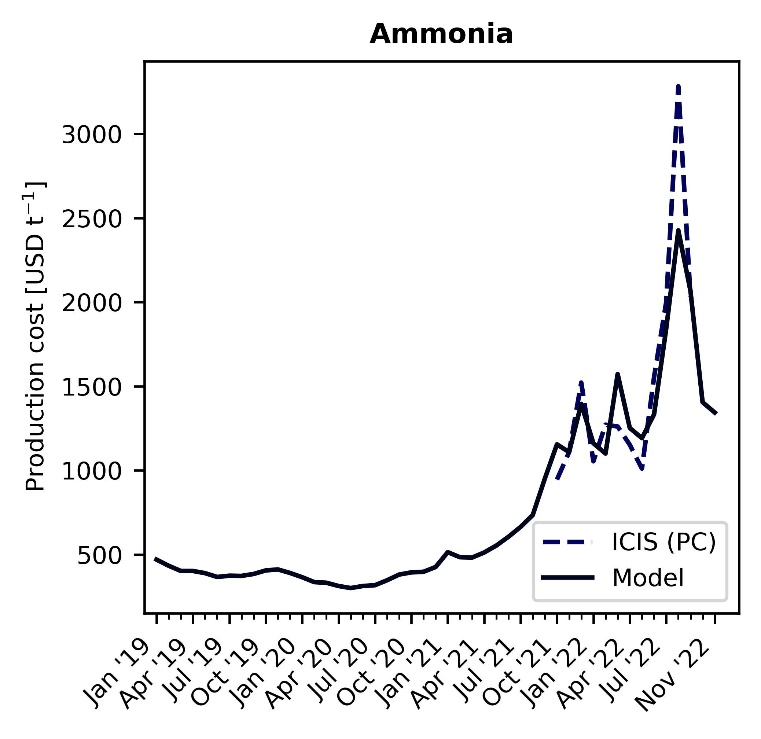 Ammonia
Production cost [USD t⁻¹]
3000
2500
2000
1500
1000
500
ICIS (PC)
Model
Jan '19
Apr '19
Jul '19
Oct '19
Jan '20
Apr '20
Jul '20
Oct '20
Jan '21
Apr '21
Jul '21
Oct '21
Jan '22
Apr '22
Jul '22
Nov '22